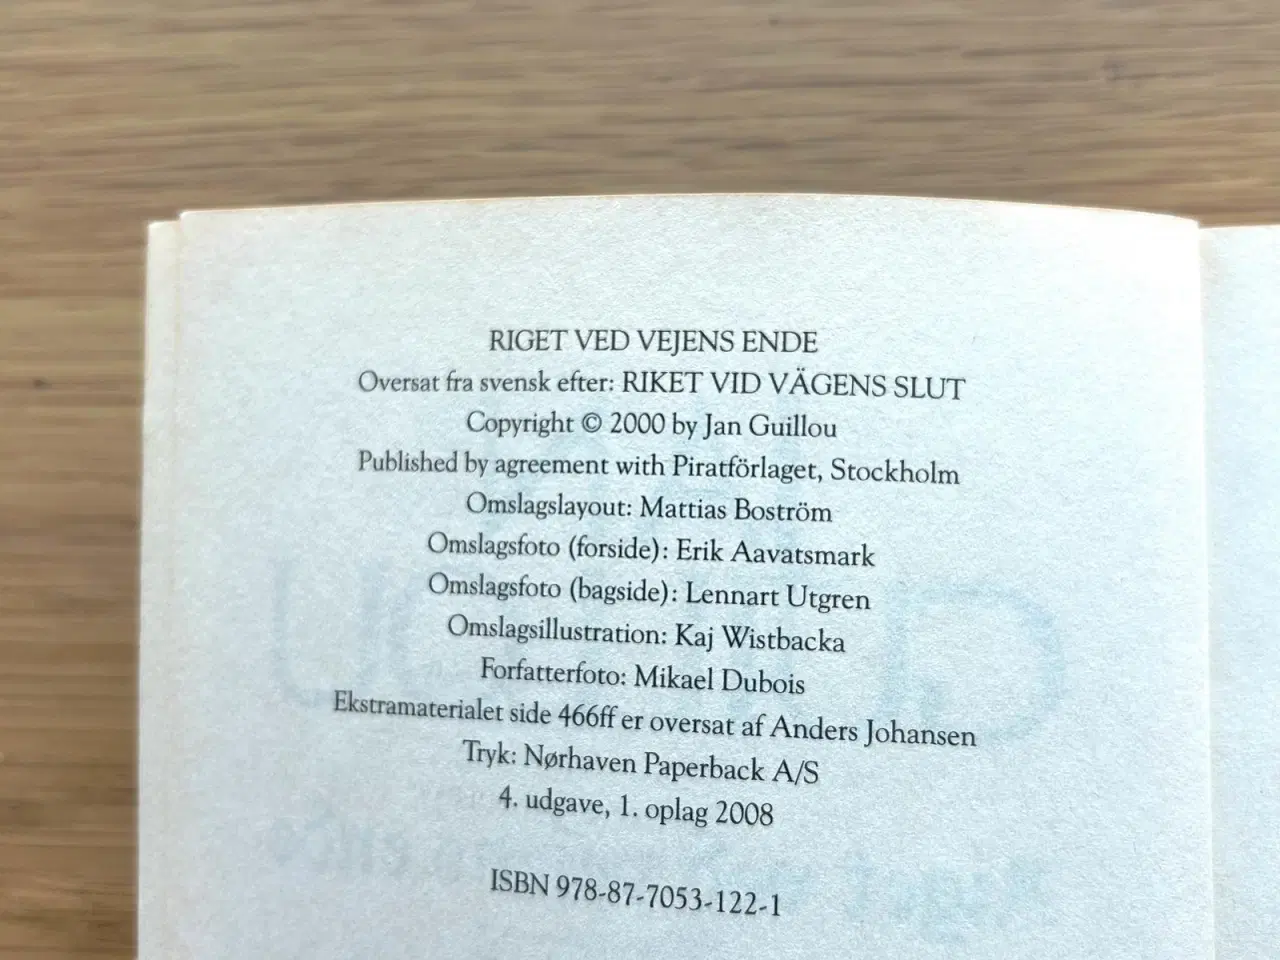 RIGET VED VEJENS ENDE
Oversat fra svensk efter: RIKET VID VÄGENS SLUT
Copyright © 2000 by Jan Guillou
Published by agreement with Piratförlaget, Stockholm
Omslagslayout: Mattias Boström
Omslagsfoto (forside): Erik Aavatsmark
Omslagsfoto (bagside): Lennart Utgren
Omslagsillustration: Kaj Wistbacka
Forfatterfoto: Mikael Dubois
Ekstramaterialet side 466ff er oversat af Anders Johansen
Tryk: Nørhaven Paperback A/S
4. udgave, 1. oplag 2008
ISBN 978-87-7053-122-1